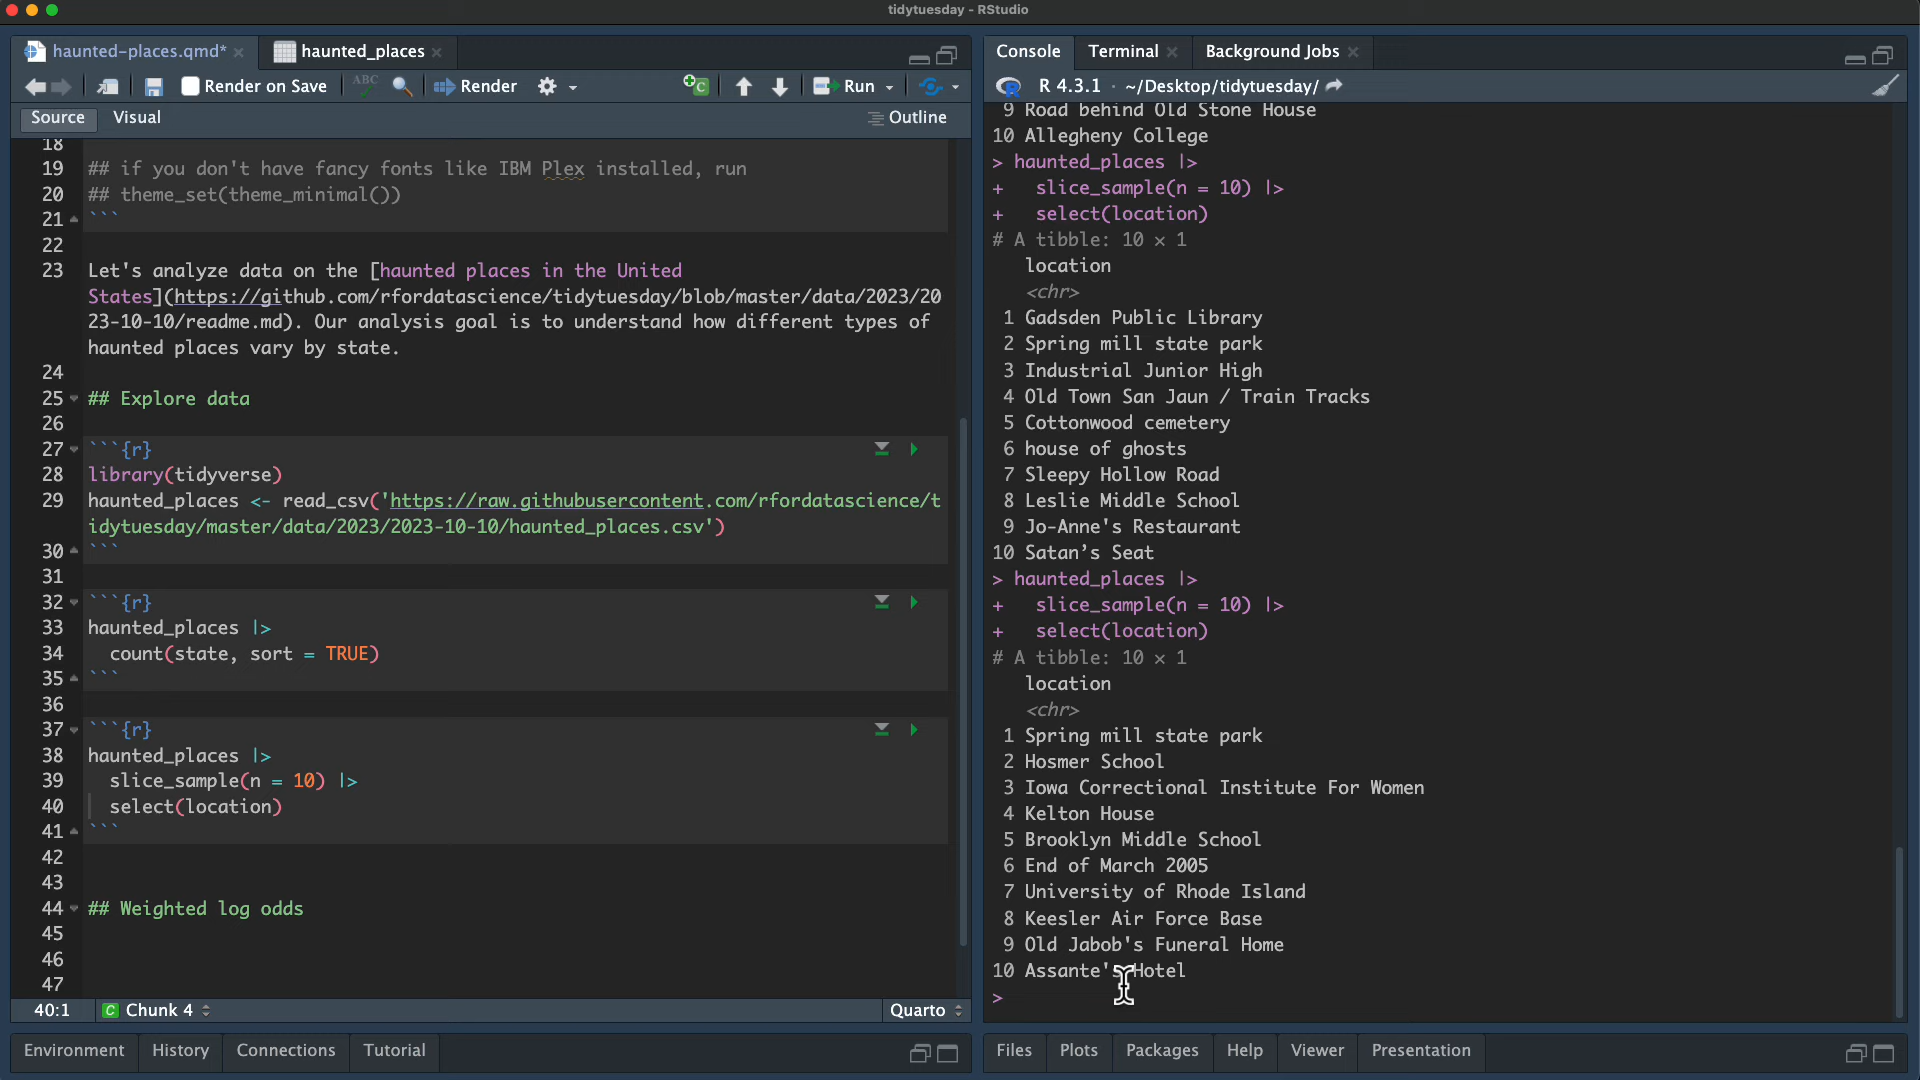 tidytuesday - RStudio
haunted-places.qmd*
haunted_places
Render on Save
ABC
Render
Run
Source
Visual
Outline
18
19 ## if you don't have fancy fonts like IBM Plex installed, run
20 ## theme_set(theme_minimal())
21 ```
22
23 Let's analyze data on the [haunted places in the United
States](https://github.com/rfordatascience/tidytuesday/blob/master/data/2023/20
23-10-10/readme.md). Our analysis goal is to understand how different types of
haunted places vary by state.
24
25 ## Explore data
26
27 ```{r}
28 library(tidyverse)
29 haunted_places <- read_csv('https://raw.githubusercontent.com/rfordatascience/t
idytuesday/master/data/2023/2023-10-10/haunted_places.csv')
30 ```
31
32 ```{r}
33 haunted_places |>
34 count(state, sort = TRUE)
35 ```
36
37 ```{r}
38 haunted_places |>
39 slice_sample(n = 10) |>
40 select(location)
41 ```
42
43
44 ## Weighted log odds
45
46
47
40:1
C Chunk 4
Quarto
Environment
History
Connections
Tutorial
Console
Terminal
Background Jobs
R 4.3.1 · ~/Desktop/tidytuesday/
9 Road behind Old Stone House
10 Allegheny College
> haunted_places |>
+ slice_sample(n = 10) |>
+ select(location)
# A tibble: 10 × 1
location
<chr>
1 Gadsden Public Library
2 Spring mill state park
3 Industrial Junior High
4 Old Town San Jaun / Train Tracks
5 Cottonwood cemetery
6 house of ghosts
7 Sleepy Hollow Road
8 Leslie Middle School
9 Jo-Anne's Restaurant
10 Satan’s Seat
> haunted_places |>
+ slice_sample(n = 10) |>
+ select(location)
# A tibble: 10 × 1
location
<chr>
1 Spring mill state park
2 Hosmer School
3 Iowa Correctional Institute For Women
4 Kelton House
5 Brooklyn Middle School
6 End of March 2005
7 University of Rhode Island
8 Keesler Air Force Base
9 Old Jabob's Funeral Home
10 Assante's Hotel
>
Files
Plots
Packages
Help
Viewer
Presentation